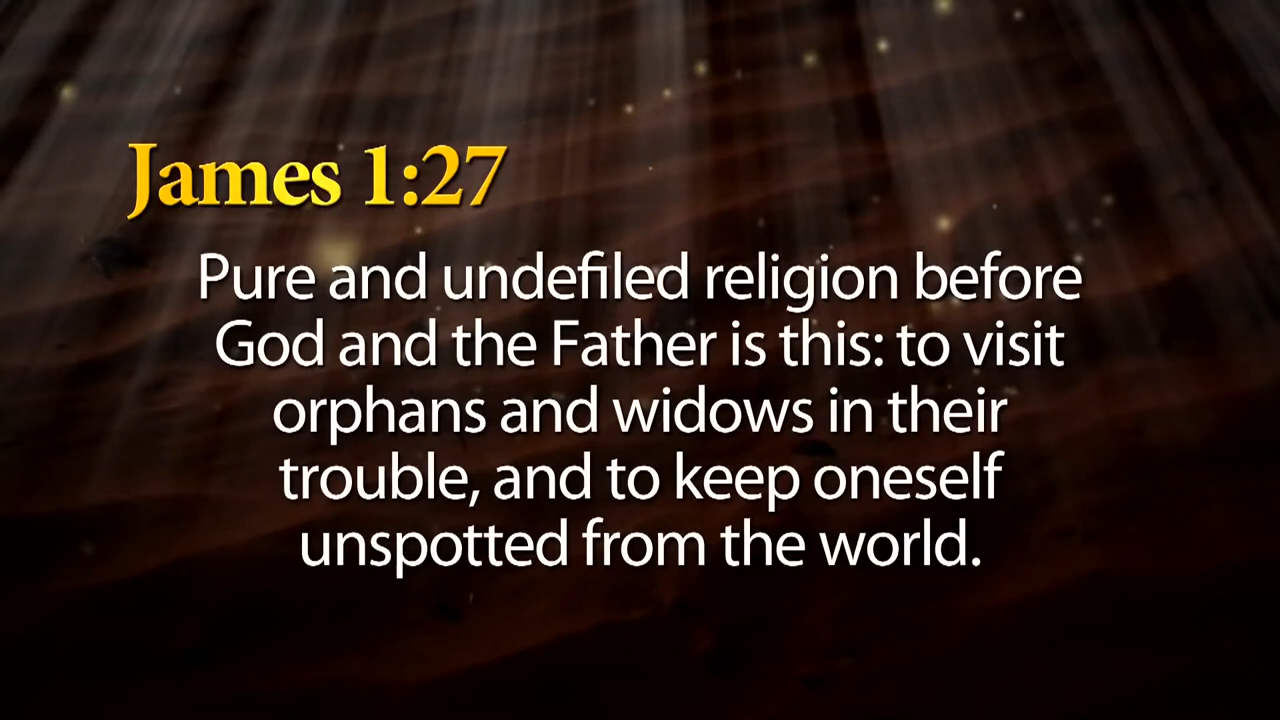 James 1:27
Pure and undefiled religion before
God and the Father is this: to visit
orphans and widows in their
trouble, and to keep oneself
unspotted from the world.